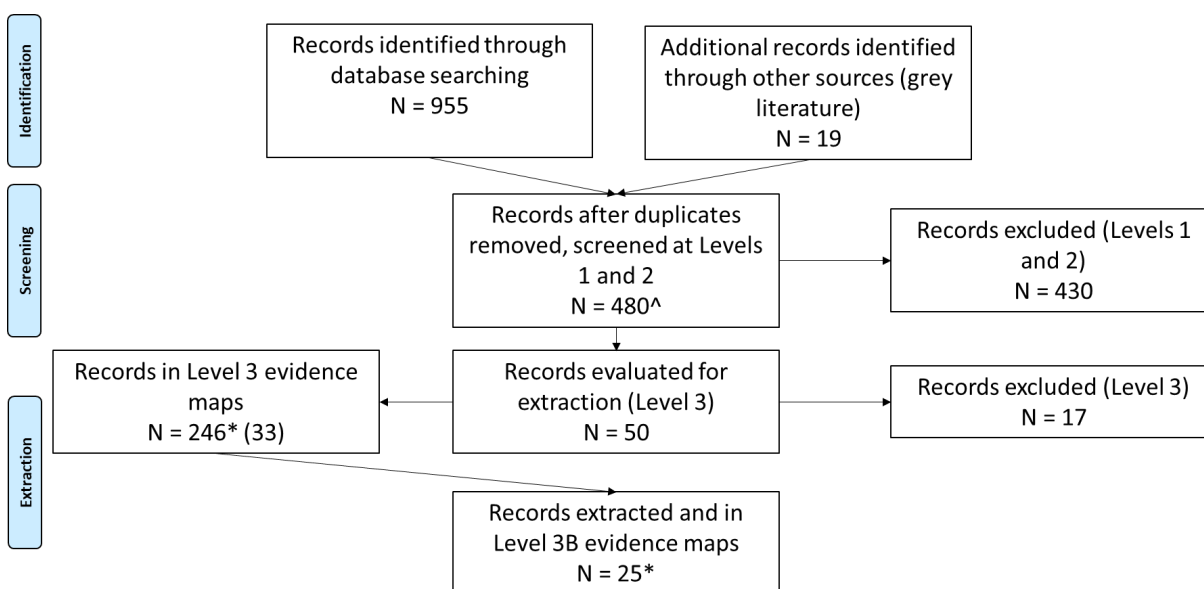 Identification
Records identified through
database searching
N = 955
Additional records identified
through other sources (grey
literature)
N = 19
Screening
Records after duplicates
removed, screened at Levels
1 and 2
N = 480^
Records excluded (Levels 1
and 2)
N = 430
Extraction
Records in Level 3 evidence
maps
N = 246* (33)
Records evaluated for
extraction (Level 3)
N = 50
Records excluded (Level 3)
N = 17
Records extracted and in
Level 3B evidence maps
N = 25*